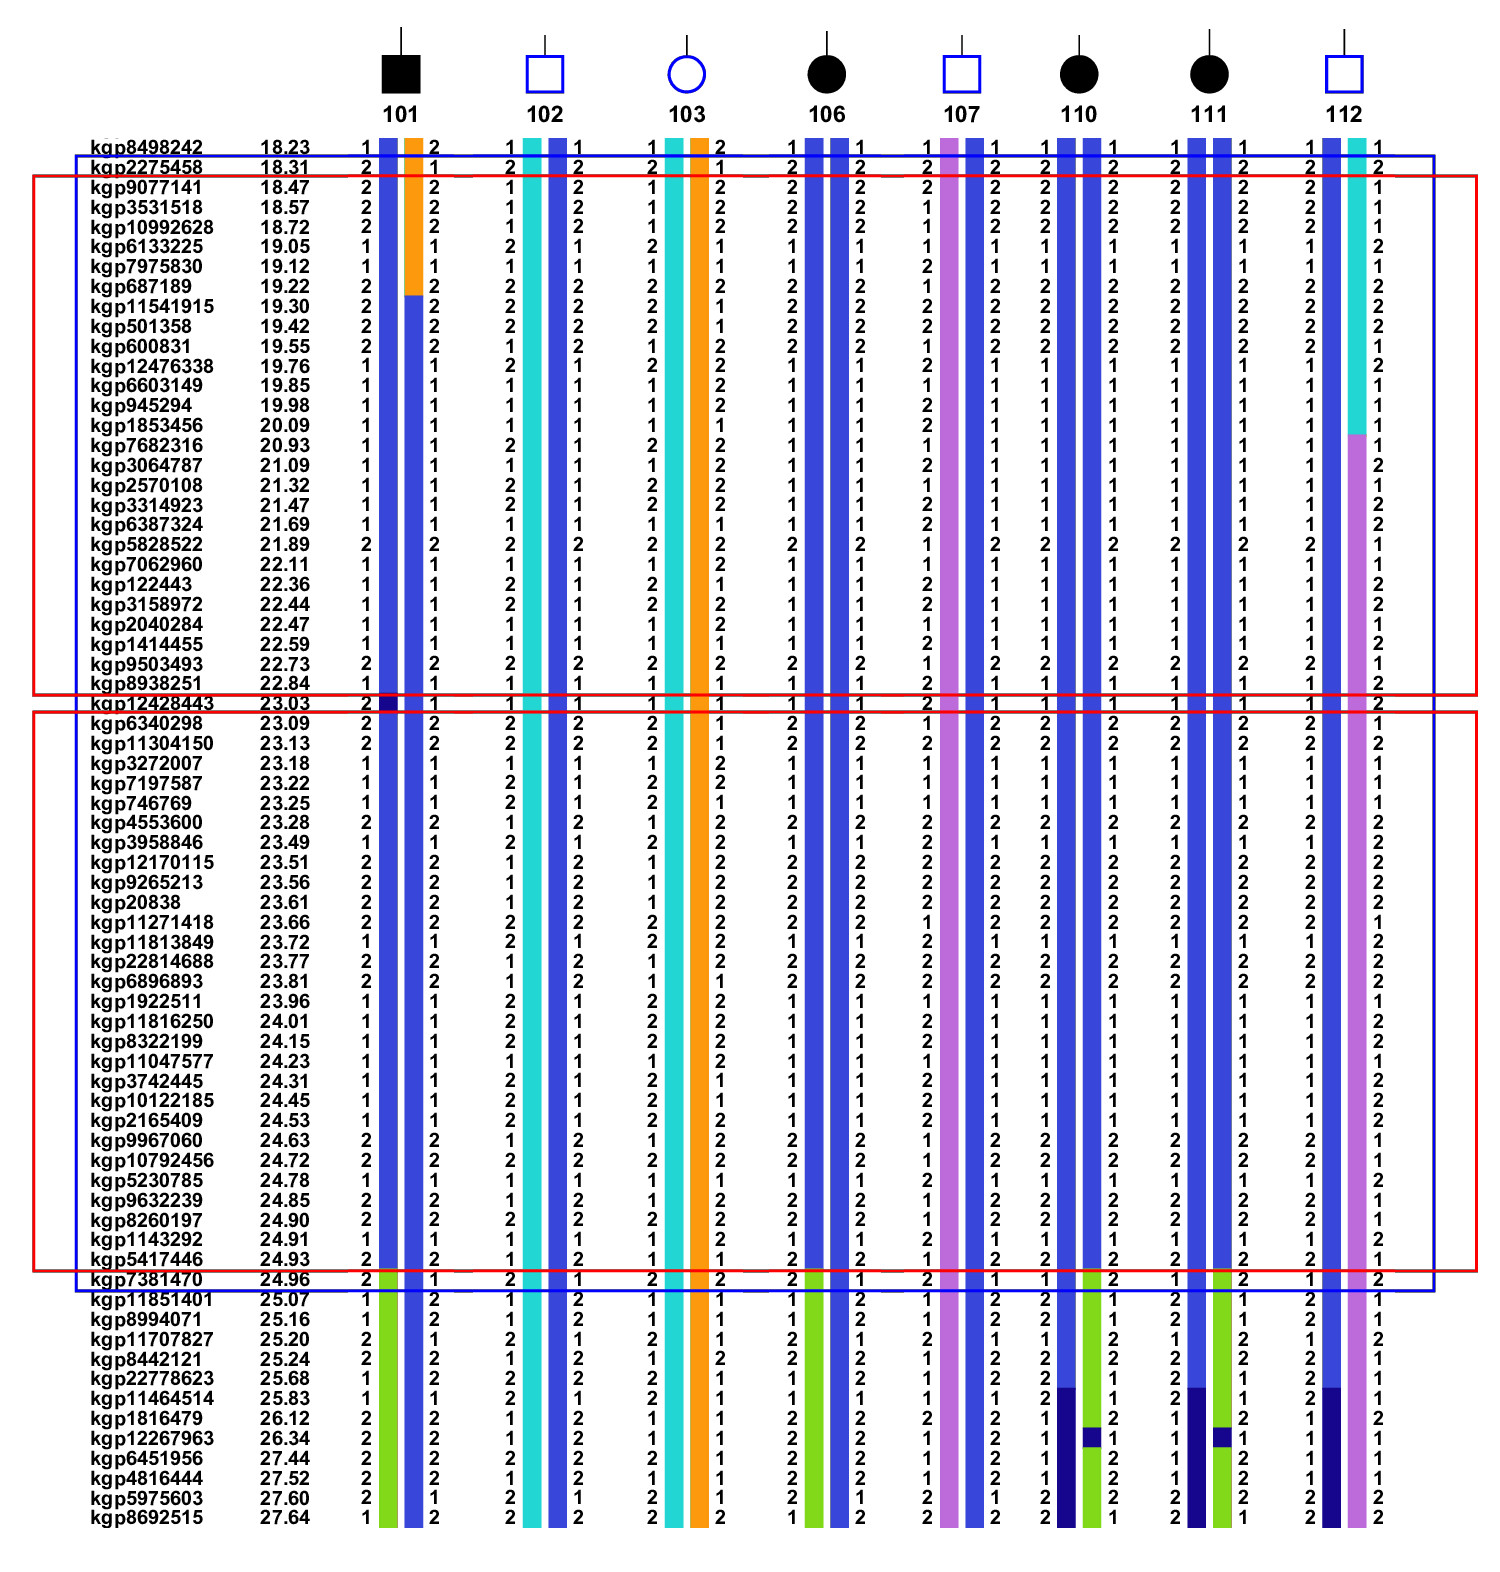 101 102 103 106 107 110 111 112
kgp8498242 18.23 1 2 1 1 1 2 1 1 1 1 1 1 1 1 1 1
kgp2275458 18.31 2 1 2 2 2 1 2 2 2 2 2 2 2 2 2 2
kgp9077141 18.47 2 2 1 2 1 2 2 2 2 2 2 2 2 2 2 1
kgp3531518 18.57 2 2 1 2 1 2 2 2 1 2 2 2 2 2 2 1
kgp10992628 18.72 2 2 1 2 1 2 2 2 1 2 2 2 2 2 2 1
kgp6133225 19.05 1 1 2 1 2 1 1 1 1 1 1 1 1 1 1 2
kgp7975830 19.12 1 1 1 1 1 1 1 1 2 1 1 1 1 1 1 1
kgp687189 19.22 2 2 2 2 2 2 2 2 1 2 2 2 2 2 2 2
kgp11541915 19.30 2 2 2 2 2 1 2 2 2 2 2 2 2 2 2 2
kgp501358 19.42 2 2 2 2 2 1 2 2 2 2 2 2 2 2 2 2
kgp600831 19.55 2 2 1 2 1 2 2 2 1 2 2 2 2 2 2 1
kgp12476338 19.76 1 1 2 1 2 2 1 1 2 1 1 1 1 1 1 2
kgp6603149 19.85 1 1 1 1 1 2 1 1 1 1 1 1 1 1 1 1
kgp945294 19.98 1 1 1 1 1 2 1 1 2 1 1 1 1 1 1 1
kgp1853456 20.09 1 1 1 1 1 1 1 1 2 1 1 1 1 1 1 1
kgp7682316 20.93 1 1 2 1 2 2 1 1 1 1 1 1 1 1 1 1
kgp3064787 21.09 1 1 1 1 1 2 1 1 2 1 1 1 1 1 1 2
kgp2570108 21.32 1 1 2 1 2 2 1 1 1 1 1 1 1 1 1 1
kgp3314923 21.47 1 1 2 1 2 2 1 1 2 1 1 1 1 1 1 2
kgp6387324 21.69 1 1 1 1 1 1 1 1 2 1 1 1 1 1 1 2
kgp5828522 21.89 2 2 2 2 2 2 2 2 1 2 2 2 2 2 2 1
kgp7062960 22.11 1 1 1 1 1 2 1 1 1 1 1 1 1 1 1 1
kgp122443 22.36 1 1 2 1 2 1 1 1 2 1 1 1 1 1 1 2
kgp3158972 22.44 1 1 2 1 2 2 1 1 2 1 1 1 1 1 1 2
kgp2040284 22.47 1 1 1 1 1 2 1 1 1 1 1 1 1 1 1 1
kgp1414455 22.59 1 1 1 1 1 1 1 1 2 1 1 1 1 1 1 2
kgp9503493 22.73 2 2 2 2 2 2 2 2 1 2 2 2 2 2 2 1
kgp8938251 22.84 1 1 1 1 1 1 1 1 2 1 1 1 1 1 1 2
kgp12428443 23.03 2 1 1 1 1 1 1 1 2 1 1 1 1 1 1 2
kgp6340298 23.09 2 2 2 2 2 1 2 2 1 2 2 2 2 2 2 1
kgp11304150 23.13 2 2 2 2 2 1 2 2 2 2 2 2 2 2 2 2
kgp3272007 23.18 1 1 1 1 1 2 1 1 1 1 1 1 1 1 1 1
kgp7197587 23.22 1 1 2 1 2 2 1 1 1 1 1 1 1 1 1 1
kgp746769 23.25 1 1 2 1 2 1 1 1 1 1 1 1 1 1 1 1
kgp4553600 23.28 2 2 1 2 1 2 2 2 2 2 2 2 2 2 2 2
kgp3958846 23.49 1 1 2 1 2 2 1 1 2 1 1 1 1 1 1 2
kgp12170115 23.51 2 2 1 2 1 2 2 2 2 2 2 2 2 2 2 2
kgp9265213 23.56 2 2 1 2 1 2 2 2 2 2 2 2 2 2 2 2
kgp20838 23.61 2 2 1 2 1 2 2 2 2 2 2 2 2 2 2 2
kgp11271418 23.66 2 2 2 2 2 2 2 2 1 2 2 2 2 2 2 1
kgp11813849 23.72 1 1 2 1 2 2 1 1 2 1 1 1 1 1 1 2
kgp22814688 23.77 2 2 1 2 1 2 2 2 2 2 2 2 2 2 2 2
kgp6896893 23.81 2 2 1 2 1 1 2 2 2 2 2 2 2 2 2 2
kgp1922511 23.96 1 1 2 1 2 2 1 1 1 1 1 1 1 1 1 1
kgp11816250 24.01 1 1 2 1 2 2 1 1 2 1 1 1 1 1 1 2
kgp8322199 24.15 1 1 1 1 1 2 1 1 2 1 1 1 1 1 1 2
kgp11047577 24.23 1 1 1 1 1 2 1 1 1 1 1 1 1 1 1 1
kgp3742445 24.31 1 1 2 1 2 1 1 1 2 1 1 1 1 1 1 2
kgp10122185 24.45 1 1 2 1 2 1 1 1 2 1 1 1 1 1 1 2
kgp2165409 24.53 1 1 2 1 2 2 1 1 2 1 1 1 1 1 1 2
kgp9967060 24.63 2 2 1 2 1 2 2 2 1 2 2 2 2 2 2 1
kgp10792456 24.72 2 2 2 2 2 2 2 2 1 2 2 2 2 2 2 1
kgp5230785 24.78 1 1 1 1 1 2 1 1 2 1 1 1 1 1 1 2
kgp9632239 24.85 2 2 1 2 1 2 2 2 1 2 2 2 2 2 2 1
kgp8260197 24.90 2 2 2 2 2 2 2 2 1 2 2 2 2 2 2 1
kgp1143292 24.91 1 1 1 1 1 2 1 1 2 1 1 1 1 1 1 2
kgp5417446 24.93 2 2 1 2 1 1 2 2 1 2 2 2 2 2 2 1
kgp7381470 24.96 2 1 2 1 2 2 2 1 2 1 1 2 1 2 1 2
kgp11851401 25.07 1 2 1 2 1 1 1 2 1 2 2 1 2 1 2 1
kgp8994071 25.16 1 2 1 2 1 1 1 2 1 2 2 1 2 1 2 1
kgp11707827 25.20 2 1 2 1 2 1 2 1 2 1 1 2 1 2 1 2
kgp8442121 25.24 2 2 1 2 1 2 2 2 1 2 2 2 2 2 2 1
kgp22778623 25.68 1 2 2 2 2 1 1 2 1 2 2 1 2 1 2 1
kgp11464514 25.83 1 1 2 1 2 1 1 1 1 1 2 1 2 1 1 1
kgp1816479 26.12 2 2 1 2 1 1 2 2 2 2 1 2 1 2 1 2
kgp12267963 26.34 2 2 1 2 1 1 2 2 1 2 1 1 1 1 1 1
kgp6451956 27.44 2 2 2 2 2 1 2 2 1 2 1 2 1 2 1 1
kgp4816444 27.52 2 2 1 2 1 1 2 2 1 2 1 2 1 2 1 1
kgp5975603 27.60 2 1 2 1 2 1 2 1 2 1 2 2 2 2 2 2
kgp8692515 27.64 1 2 2 2 2 2 1 2 2 2 2 1 2 1 2 2